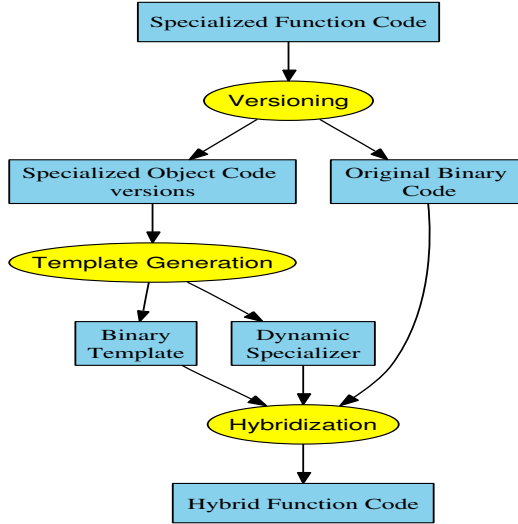 Specialized Function Code
Versioning
Specialized Object Code
versions
Original Binary
Code
Template Generation
Binary
Template
Dynamic
Specializer
Hybridization
Hybrid Function Code